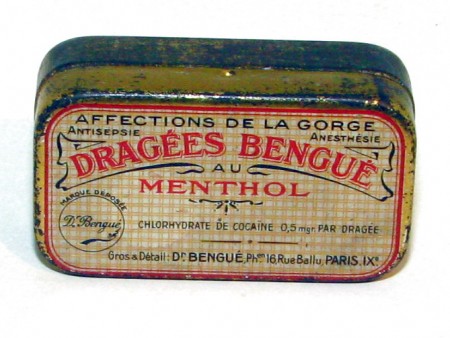 AFFECTIONS DE LA GORGE
ANTISEPSIE ANESTHÉSIE
DRAGÉES BENGUÉ
AU
MENTHOL
MARQUE DÉPOSÉE
Dr. Bengué
CHLORHYDRATE DE COCAÏNE 0,5 mgr. PAR DRAGÉE
Gros & Détail: Dr. BENGUÉ, Phen 16, Rue Ballu, PARIS. IXe